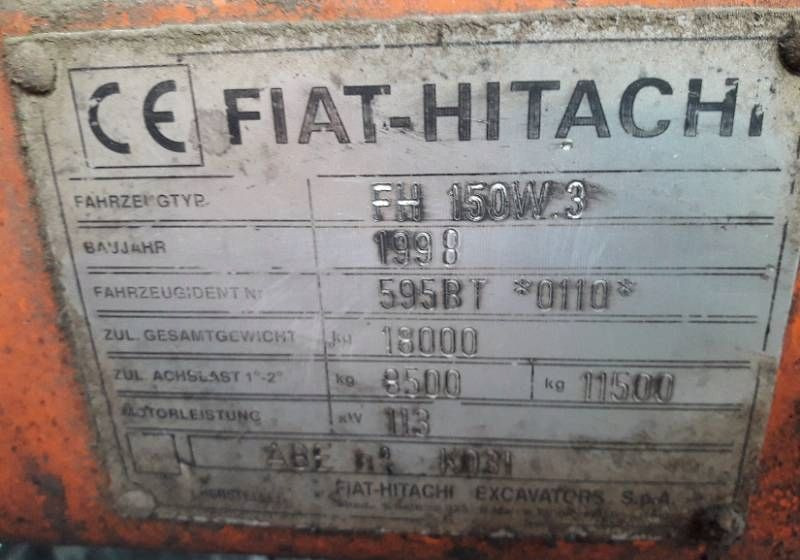 CE FIAT-HITACHI
FAHRZEUGTYP FH 150W.3
BAUJAHR 1998
FAHRZEUGIDENT Nr 595BT *0110*
ZUL. GESAMTGEWICHT kg 18000
ZUL. ACHSLAST 1°-2° kg 8500 kg 11500
MOTORLEISTUNG kW 113
ABE n°
FIAT-HITACHI EXCAVATORS S.p.A.